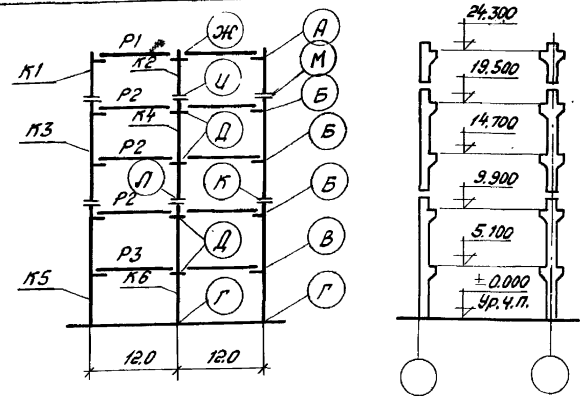 Р1
Ж
А
К1
К2
М
И
Р2
К4
Б
К3
Д
Р2
Б
Л
К
Р2
Б
Д
Р3
В
К5
К6
Г
Г
12.0
12.0
24.300
19.500
14.700
9.900
5.100
±0.000
Ур.ч.п.